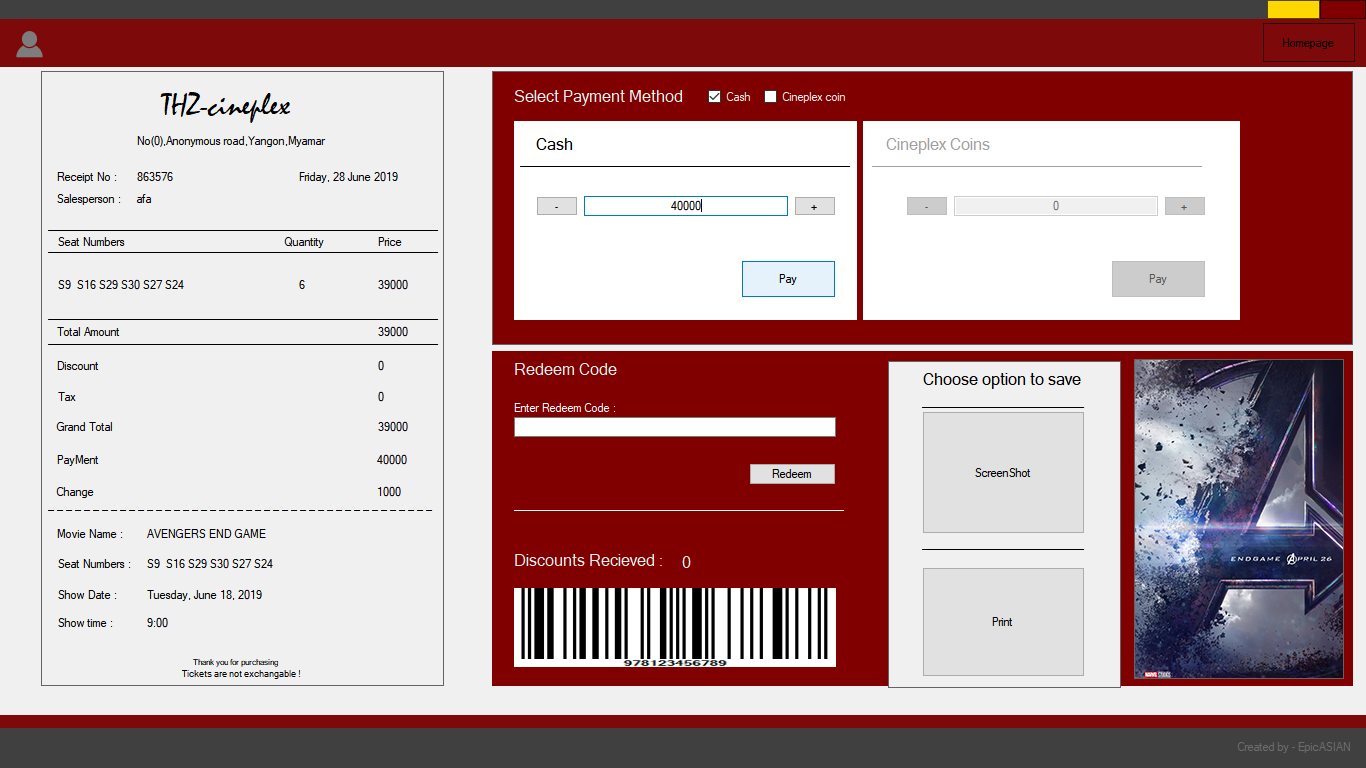 Homepage
THZ-cineplex
No(0),Anonymous road,Yangon,Myamar
Receipt No : 863576 Friday, 28 June 2019
Salesperson : afa
Seat Numbers Quantity Price
S9 S16 S29 S30 S27 S24 6 39000
Total Amount 39000
Discount 0
Tax 0
Grand Total 39000
PayMent 40000
Change 1000
Movie Name : AVENGERS END GAME
Seat Numbers : S9 S16 S29 S30 S27 S24
Show Date : Tuesday, June 18, 2019
Show time : 9:00
Thank you for purchasing
Tickets are not exchangable !
Select Payment Method Cash Cineplex coin
Cash
- 40000 +
Pay
Cineplex Coins
- 0 +
Pay
Redeem Code
Enter Redeem Code :
Redeem
Discounts Recieved : 0
978123456789
Choose option to save
ScreenShot
Print
ENDGAME APRIL 26
MARVEL STUDIOS
Created by - EpicASIAN